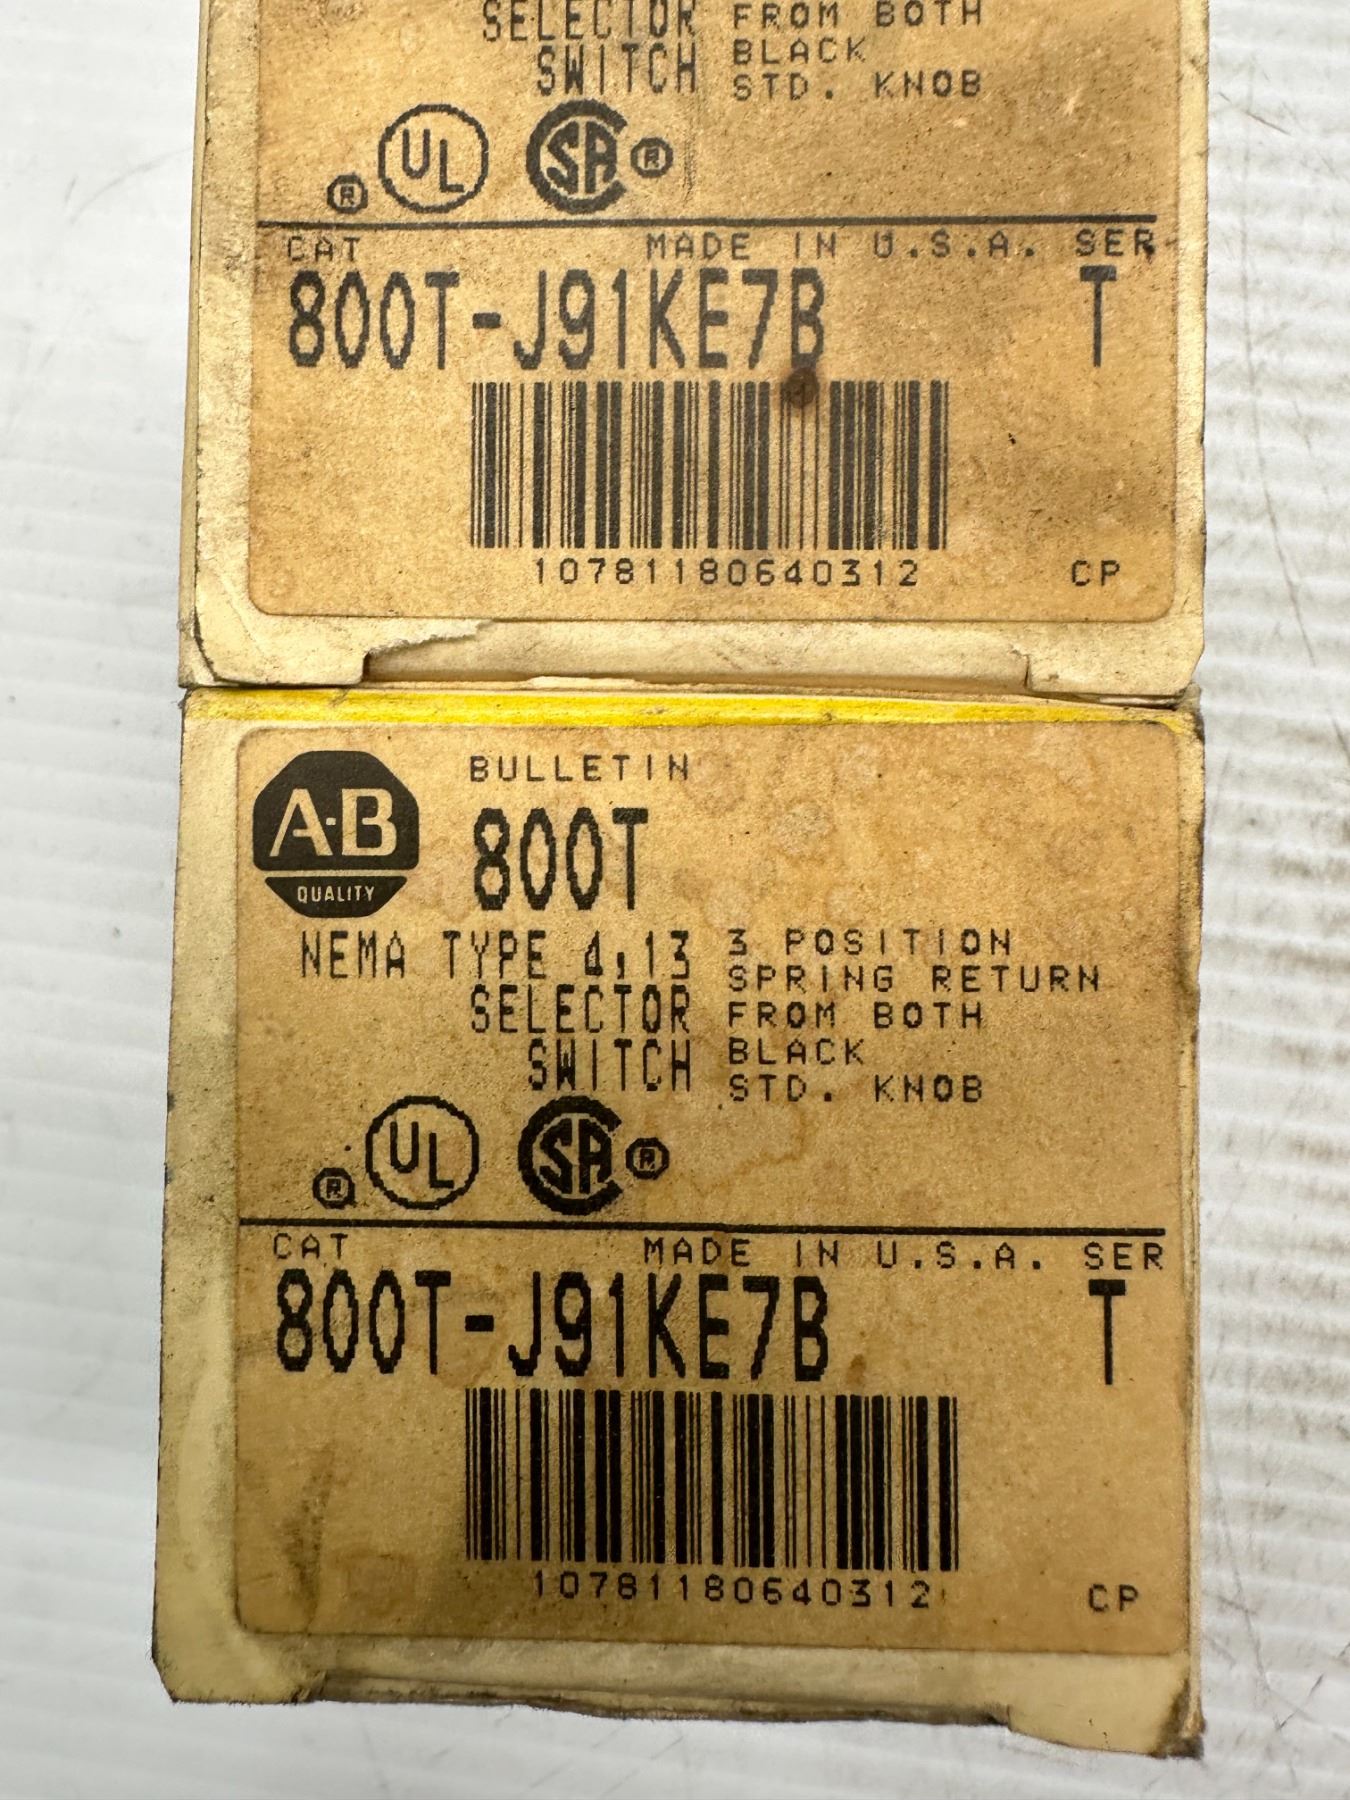 SELECTOR FROM BOTH
SWITCH BLACK
STD. KNOB
® UL CSA ®
CAT MADE IN U.S.A. SER
800T-J91KE7B T
10781180640312 CP
A-B
QUALITY
BULLETIN
800T
NEMA TYPE 4,13 3 POSITION
SPRING RETURN
SELECTOR FROM BOTH
SWITCH BLACK
STD. KNOB
® UL CSA ®
CAT MADE IN U.S.A. SER
800T-J91KE7B T
10781180640312 CP